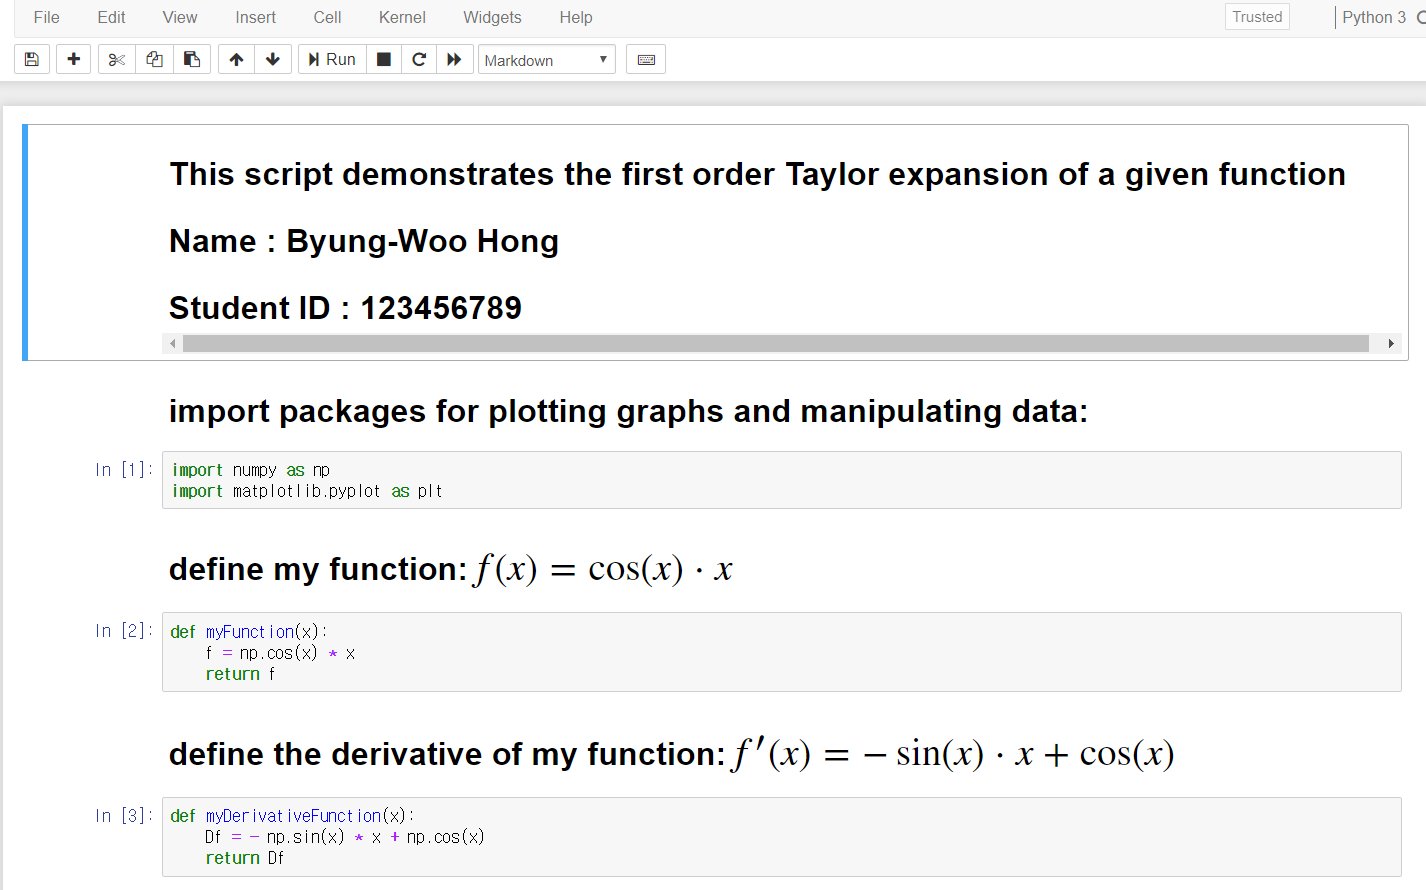 File Edit View Insert Cell Kernel Widgets Help Trusted Python 3
Run Markdown
This script demonstrates the first order Taylor expansion of a given function
Name : Byung-Woo Hong
Student ID : 123456789
import packages for plotting graphs and manipulating data:
In [1]: import numpy as np
import matplotlib.pyplot as plt
define my function: f(x) = cos(x) · x
In [2]: def myFunction(x):
f = np.cos(x) * x
return f
define the derivative of my function: f′(x) = − sin(x) · x + cos(x)
In [3]: def myDerivativeFunction(x):
Df = - np.sin(x) * x + np.cos(x)
return Df